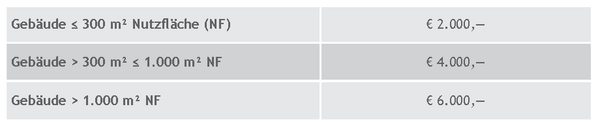 Gebäude ≤ 300 m² Nutzfläche (NF) € 2.000,—
Gebäude > 300 m² ≤ 1.000 m² NF € 4.000,—
Gebäude > 1.000 m² NF € 6.000,—